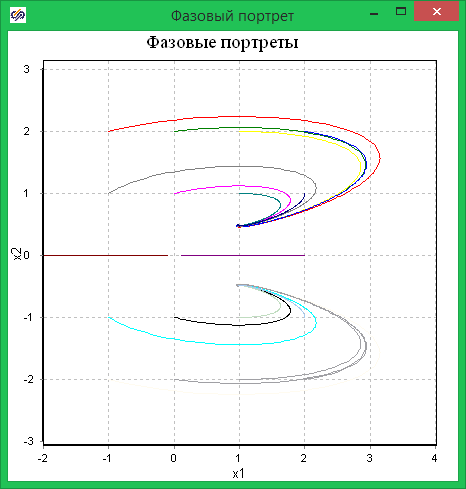 Фазовый портрет
Фазовые портреты
3
2
1
0
-1
-2
-3
x2
-2 -1 0 1 2 3 4
x1